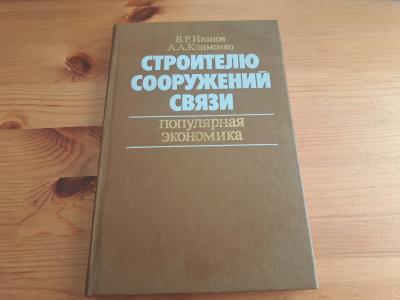 В.Р.Иванов
А.Л.Клименко
СТРОИТЕЛЮ
СООРУЖЕНИЙ
СВЯЗИ
популярная
экономика